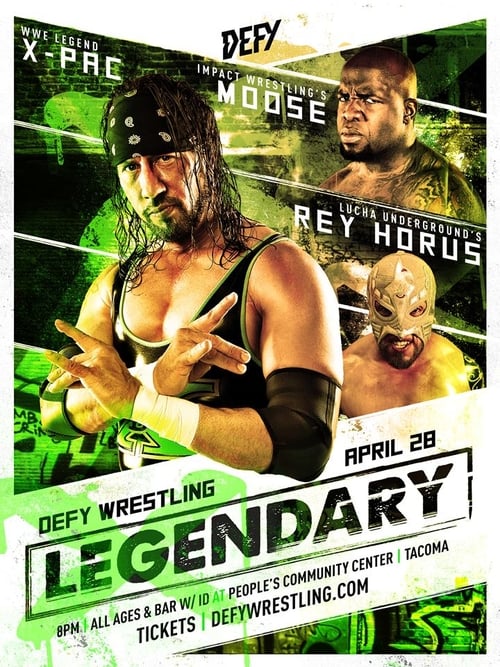 DEFY
WWE LEGEND
X-PAC
IMPACT WRESTLING'S
MOOSE
LUCHA UNDERGROUND'S
REY HORUS
APRIL 28
DEFY WRESTLING
LEGENDARY
8PM | ALL AGES & BAR W/ ID AT PEOPLE'S COMMUNITY CENTER | TACOMA
TICKETS | DEFYWRESTLING.COM